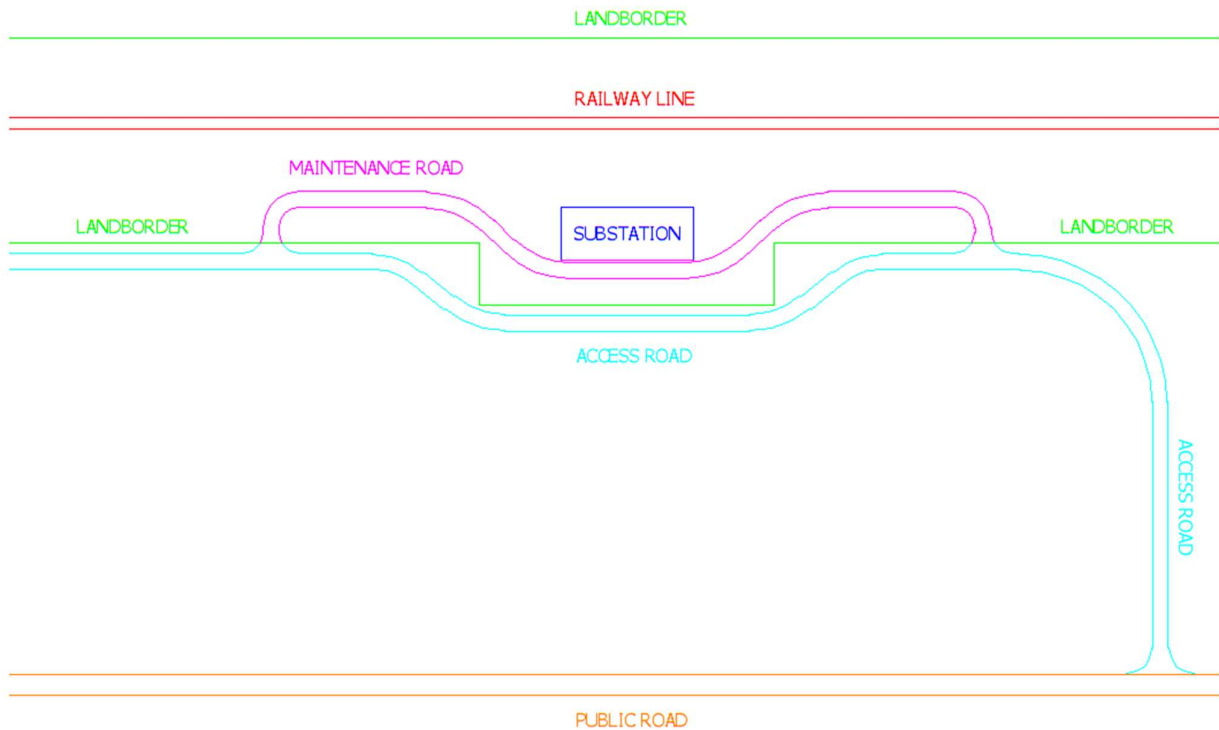 LANDBORDER
RAILWAY LINE
MAINTENANCE ROAD
LANDBORDER
SUBSTATION
LANDBORDER
ACCESS ROAD
ACCESS ROAD
PUBLIC ROAD